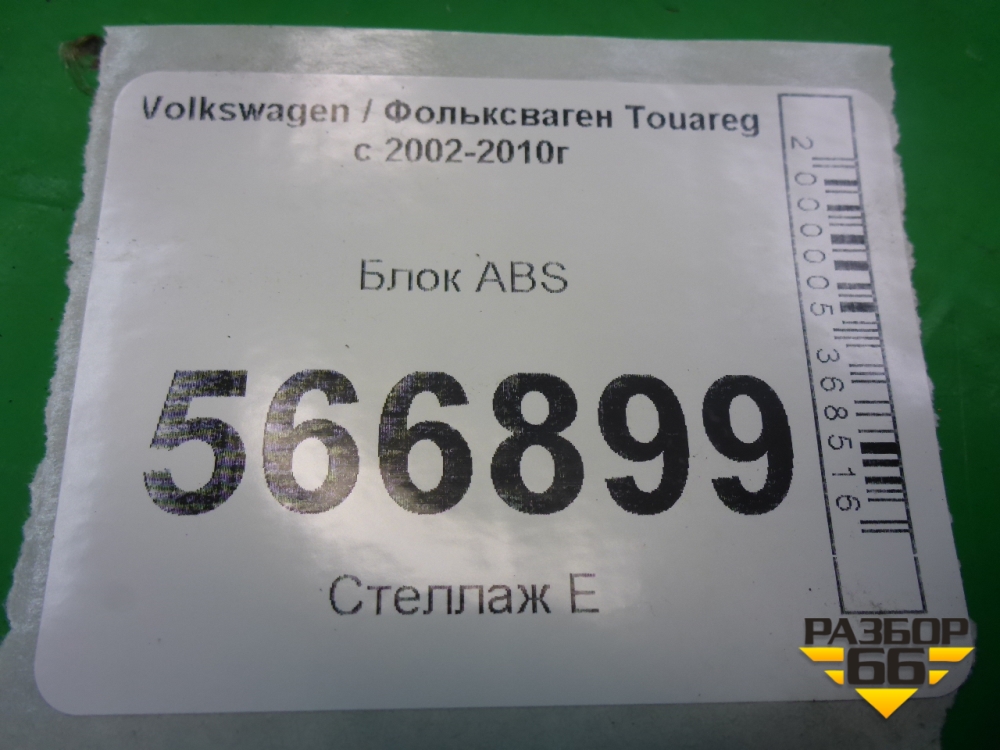 Volkswagen / Фольксваген Touareg
с 2002-2010г
Блок ABS
566899
Стеллаж Е
2000005368516
РАЗБОР
66